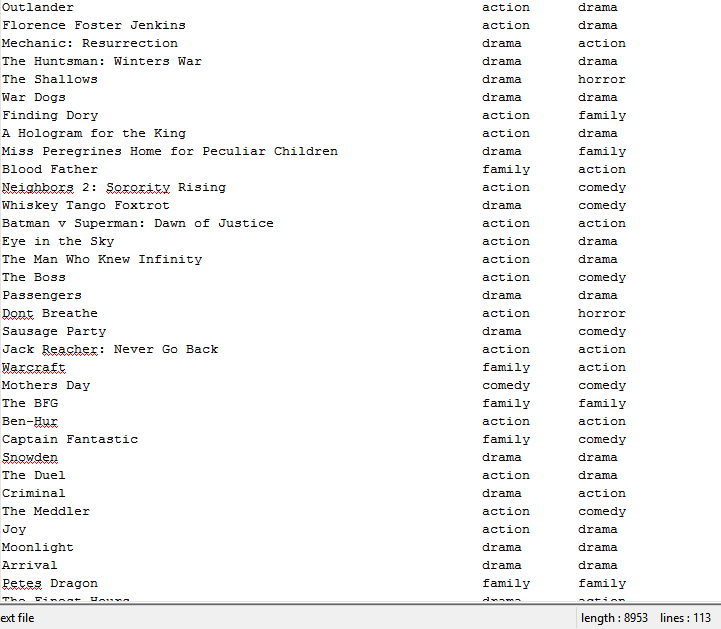 Outlander action drama
Florence Foster Jenkins action drama
Mechanic: Resurrection drama action
The Huntsman: Winters War drama drama
The Shallows drama horror
War Dogs drama drama
Finding Dory action family
A Hologram for the King action drama
Miss Peregrines Home for Peculiar Children drama family
Blood Father family action
Neighbors 2: Sorority Rising action comedy
Whiskey Tango Foxtrot drama comedy
Batman v Superman: Dawn of Justice action action
Eye in the Sky action drama
The Man Who Knew Infinity action drama
The Boss action comedy
Passengers drama drama
Dont Breathe action horror
Sausage Party drama comedy
Jack Reacher: Never Go Back action action
Warcraft family action
Mothers Day comedy comedy
The BFG family family
Ben-Hur action action
Captain Fantastic family comedy
Snowden drama drama
The Duel action drama
Criminal drama action
The Meddler action comedy
Joy action drama
Moonlight drama drama
Arrival drama drama
Petes Dragon family family
The Finest Hours drama action
ext file length : 8953 lines : 113